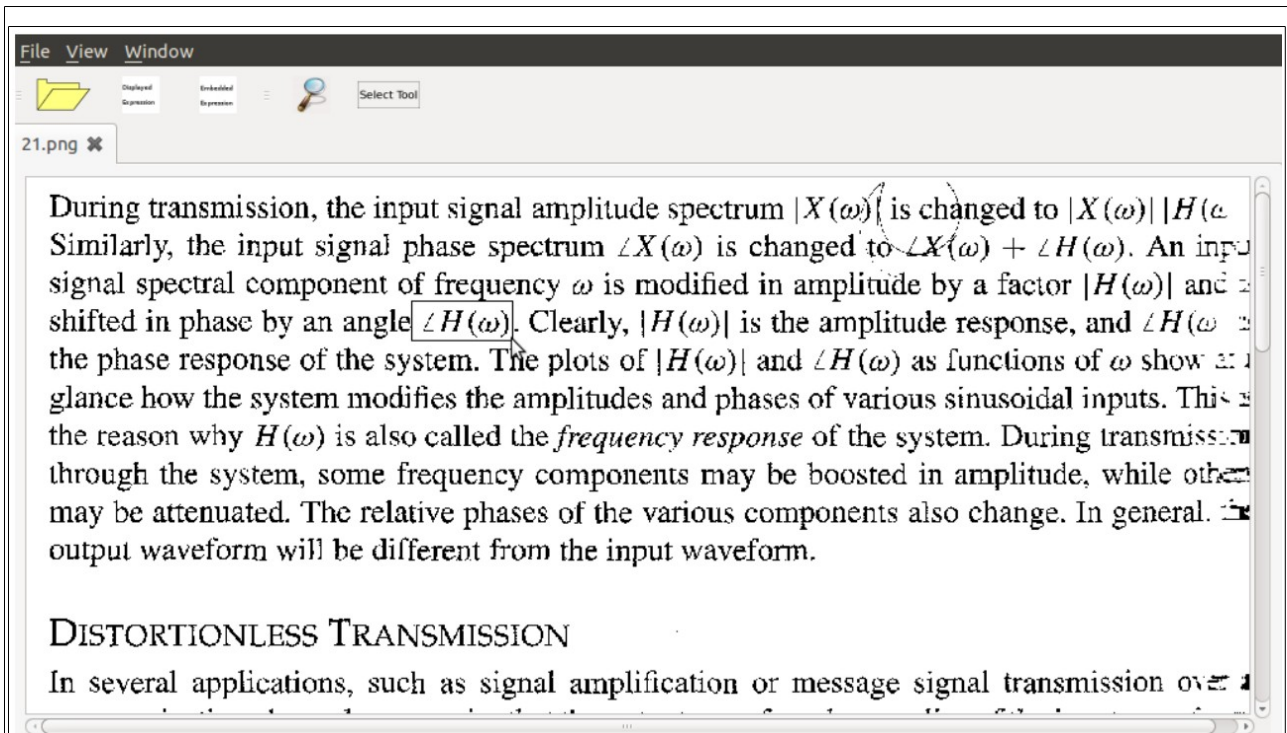 File View Window
Displayed Expression Embedded Expression Select Tool
21.png
During transmission, the input signal amplitude spectrum |X(ω)| is changed to |X(ω)| |H(
Similarly, the input signal phase spectrum ∠X(ω) is changed to ∠X(ω) + ∠H(ω). An
signal spectral component of frequency ω is modified in amplitude by a factor |H(ω)| and
shifted in phase by an angle ∠H(ω). Clearly, |H(ω)| is the amplitude response, and ∠H(ω
the phase response of the system. The plots of |H(ω)| and ∠H(ω) as functions of ω show
glance how the system modifies the amplitudes and phases of various sinusoidal inputs.
the reason why H(ω) is also called the frequency response of the system. During
through the system, some frequency components may be boosted in amplitude, while
may be attenuated. The relative phases of the various components also change. In general.
output waveform will be different from the input waveform.
DISTORTIONLESS TRANSMISSION
In several applications, such as signal amplification or message signal transmission over a